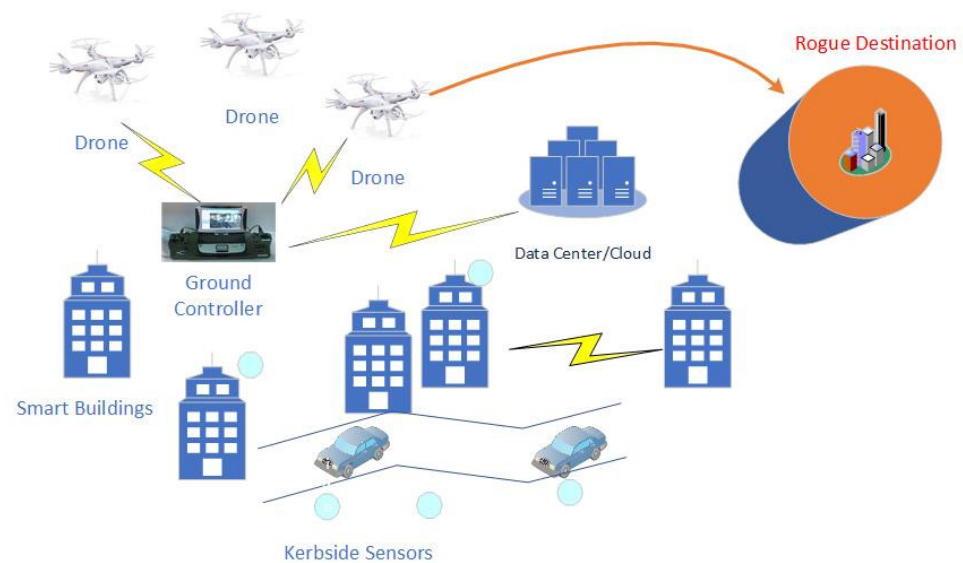 Rogue Destination
Drone
Drone
Drone
Data Center/Cloud
Ground
Controller
Smart Buildings
Kerbside Sensors